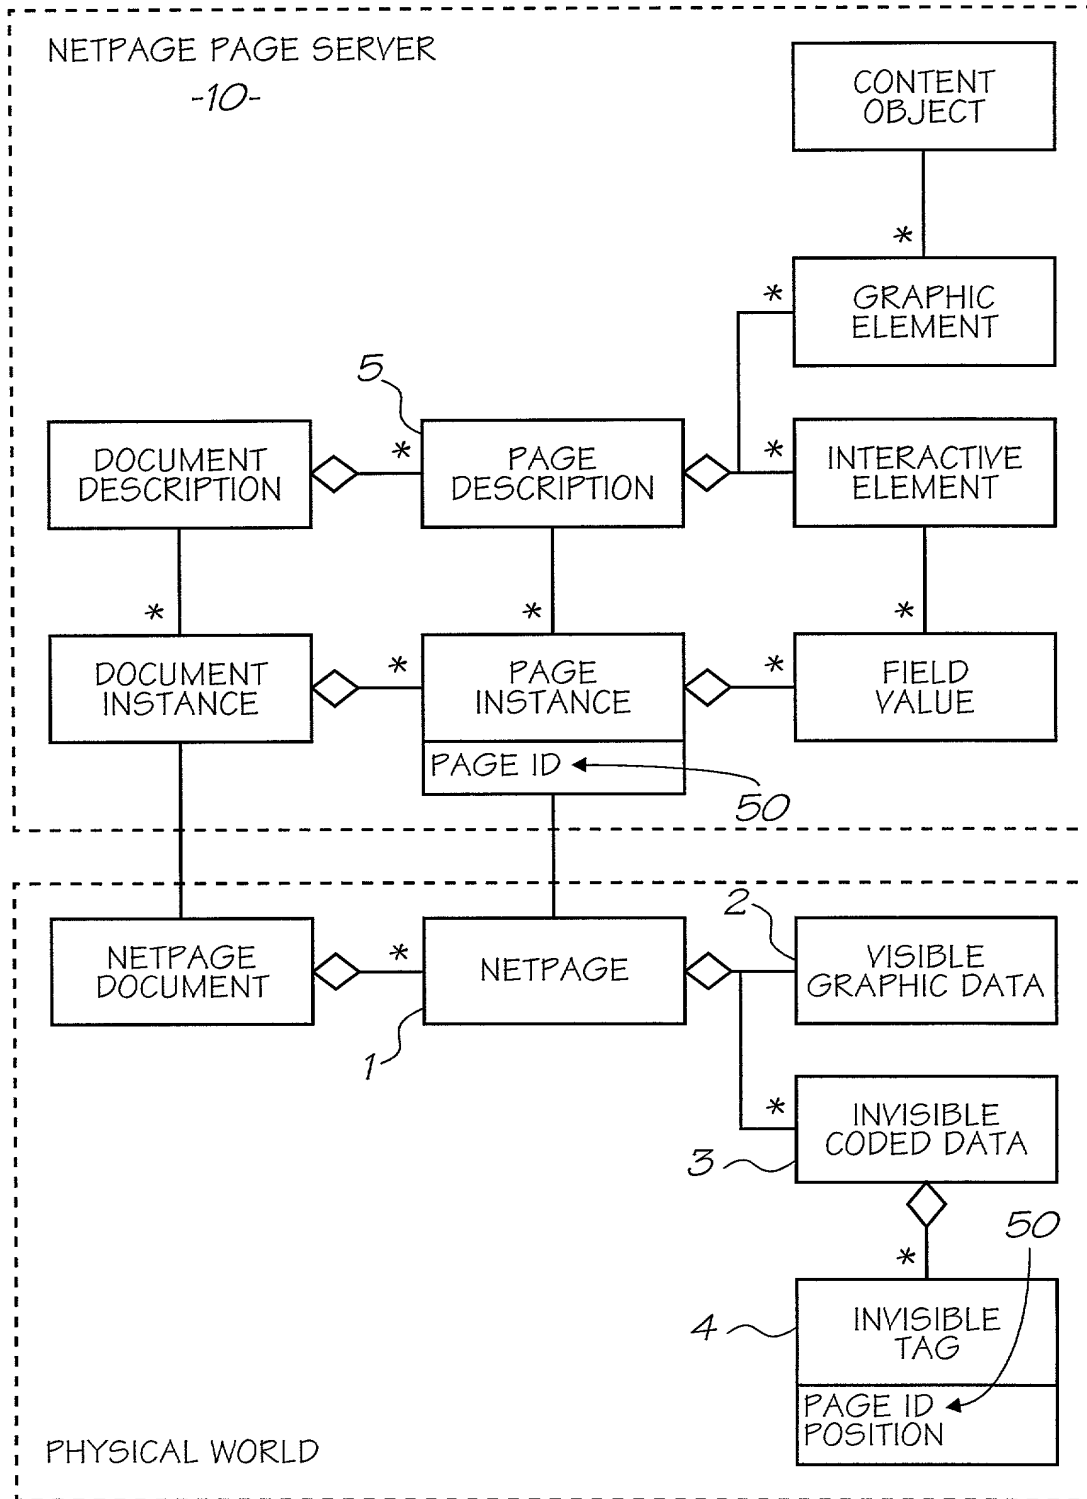 NETPAGE PAGE SERVER
-10-
CONTENT
OBJECT
*
*
GRAPHIC
ELEMENT
5
DOCUMENT
DESCRIPTION
*
PAGE
DESCRIPTION
*
INTERACTIVE
ELEMENT
*
*
*
DOCUMENT
INSTANCE
*
PAGE
INSTANCE
*
FIELD
VALUE
PAGE ID
50
2
NETPAGE
DOCUMENT
*
NETPAGE
VISIBLE
GRAPHIC DATA
1
*
INVISIBLE
CODED DATA
3
50
*
4
INVISIBLE
TAG
PAGE ID
POSITION
PHYSICAL WORLD